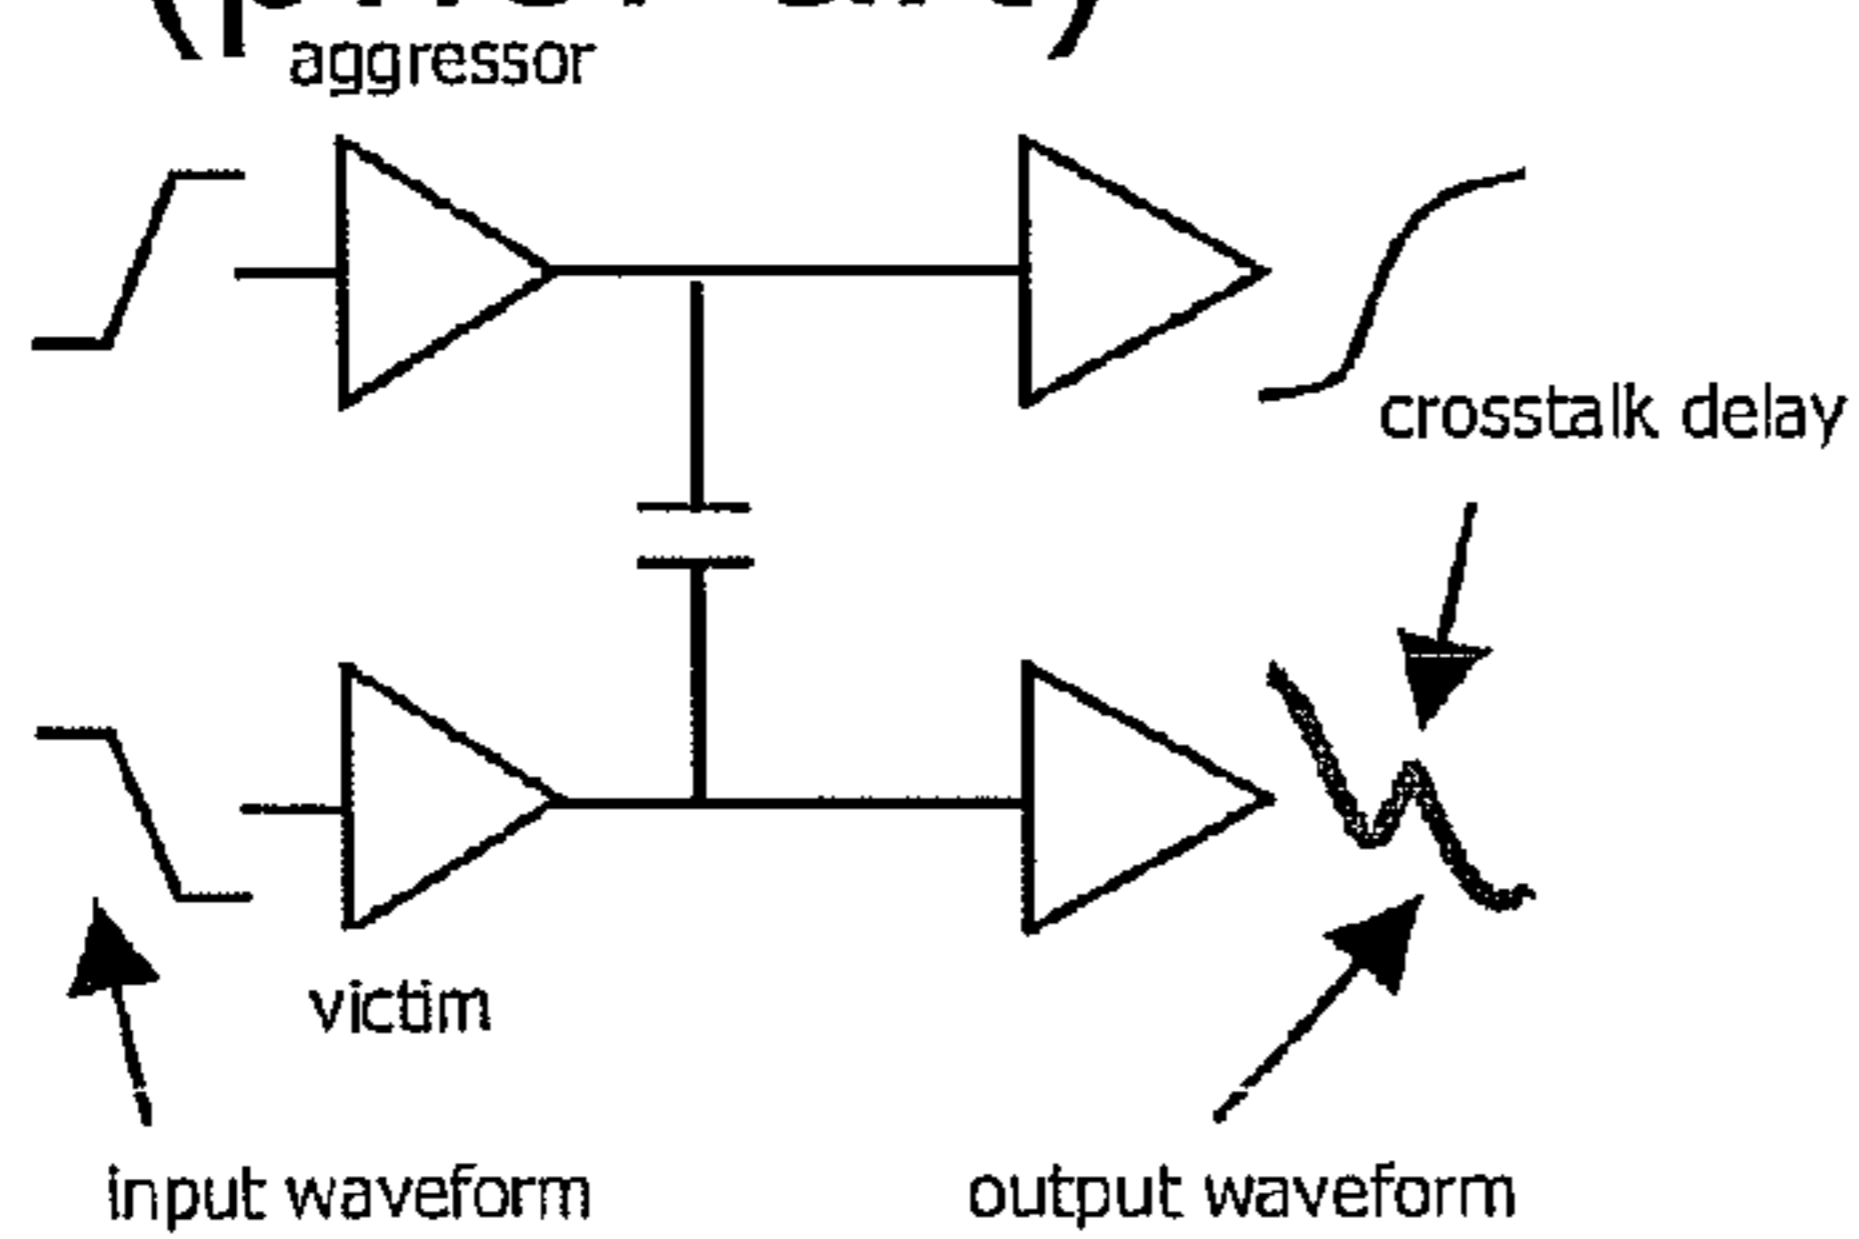 aggressor
crosstalk delay
victim
input waveform
output waveform